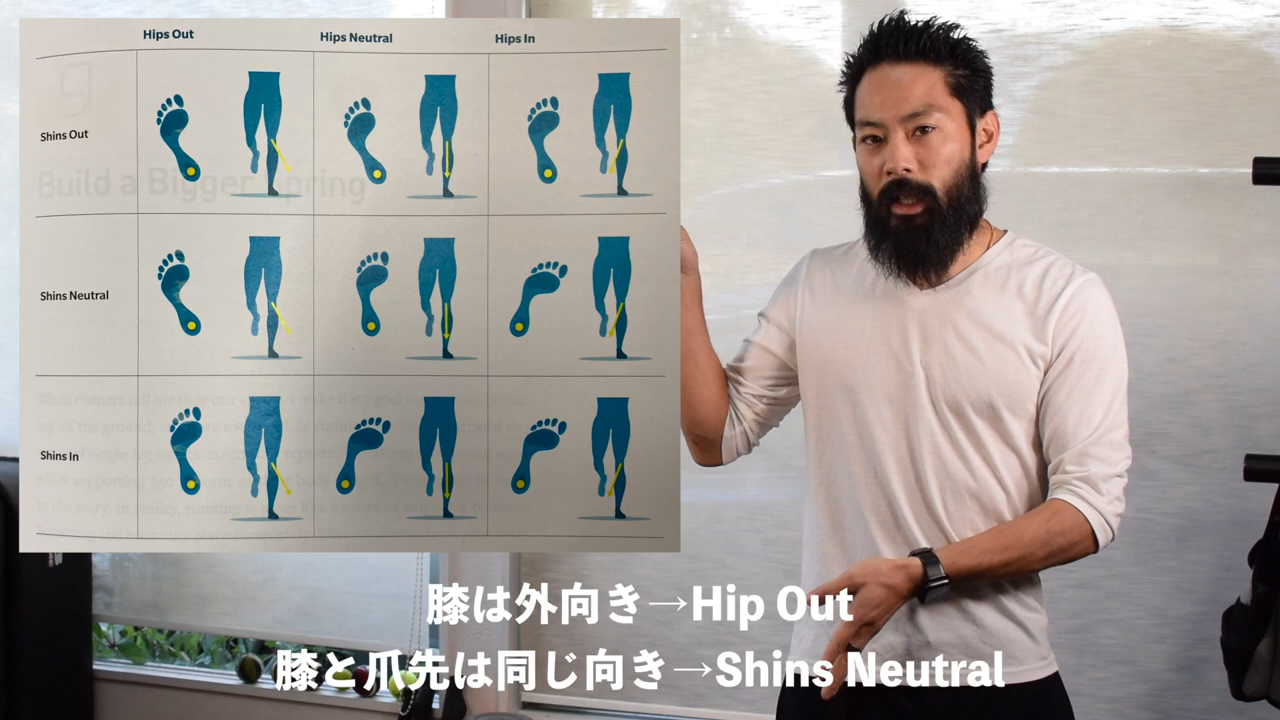 Hips Out
Hips Neutral
Hips In
Shins Out
Build a Bigger Spring
Shins Neutral
Shins In
膝は外向き→Hip Out
膝と爪先は同じ向き→Shins Neutral